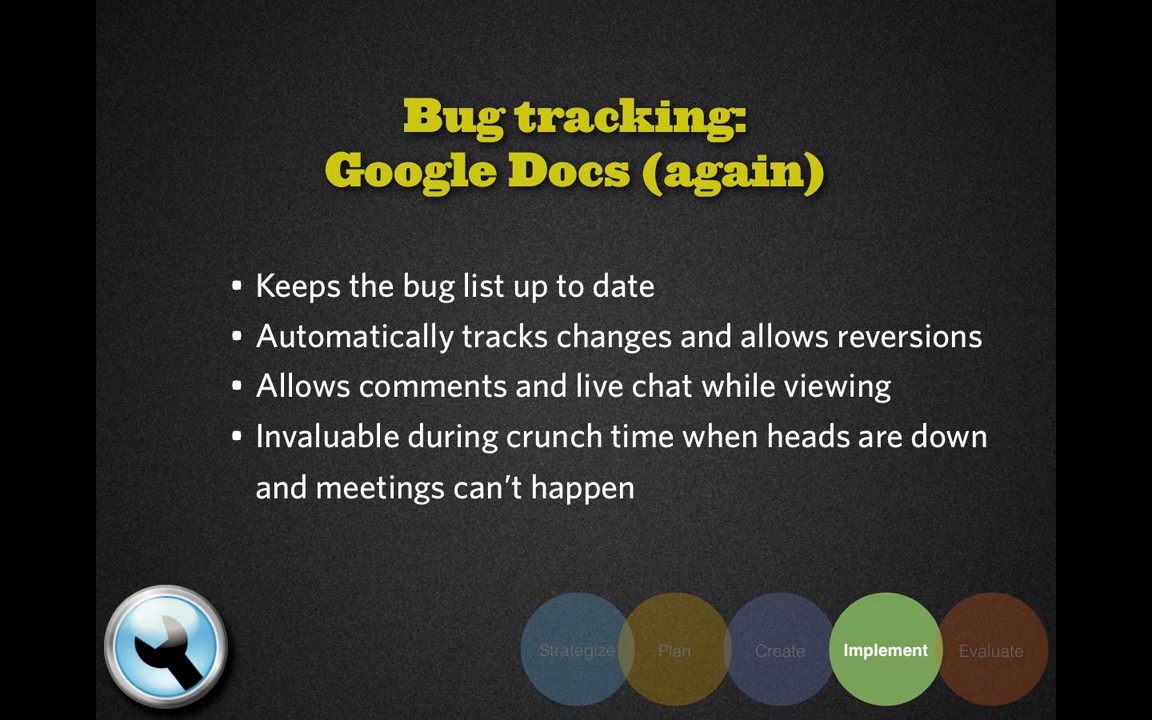 Bug tracking:
Google Docs (again)
• Keeps the bug list up to date
• Automatically tracks changes and allows reversions
• Allows comments and live chat while viewing
• Invaluable during crunch time when heads are down
and meetings can’t happen
Strategize Plan Create Implement Evaluate